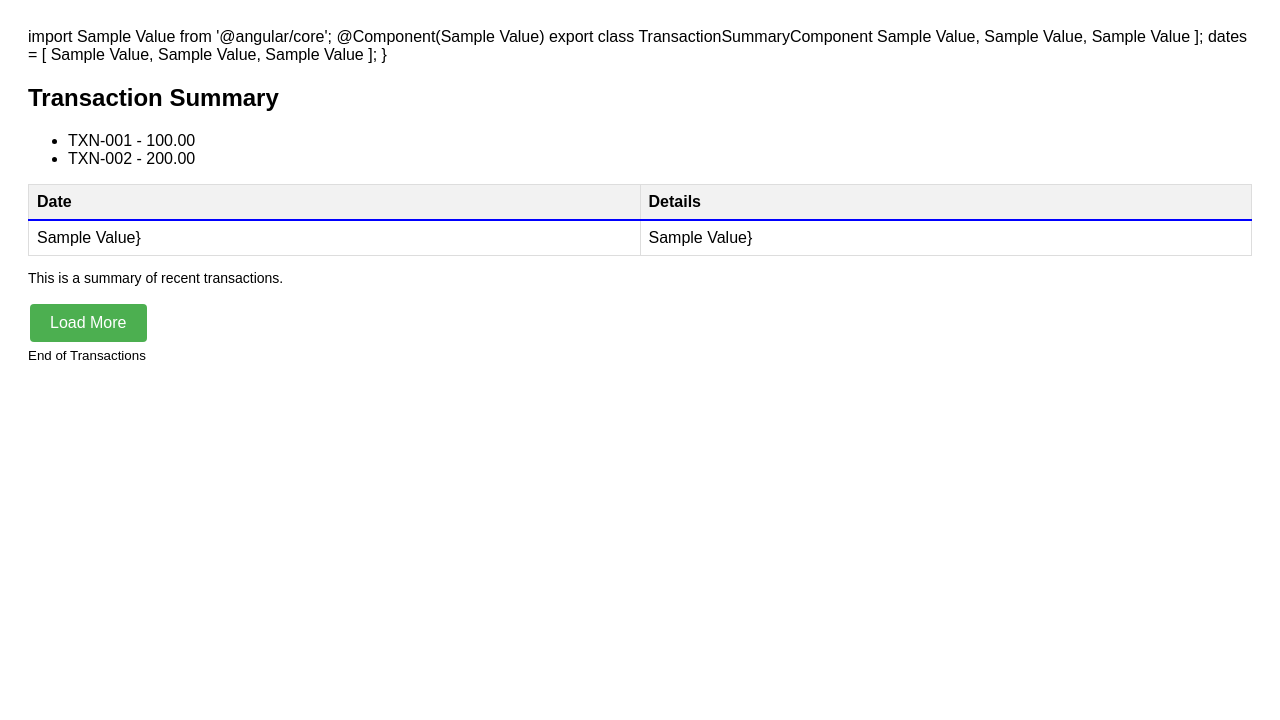 import Sample Value from '@angular/core'; @Component(Sample Value) export class TransactionSummaryComponent Sample Value, Sample Value, Sample Value ]; dates
= [ Sample Value, Sample Value, Sample Value ]; }
Transaction Summary
• TXN-001 - 100.00
• TXN-002 - 200.00
Date Details
Sample Value} Sample Value}
This is a summary of recent transactions.
Load More
End of Transactions